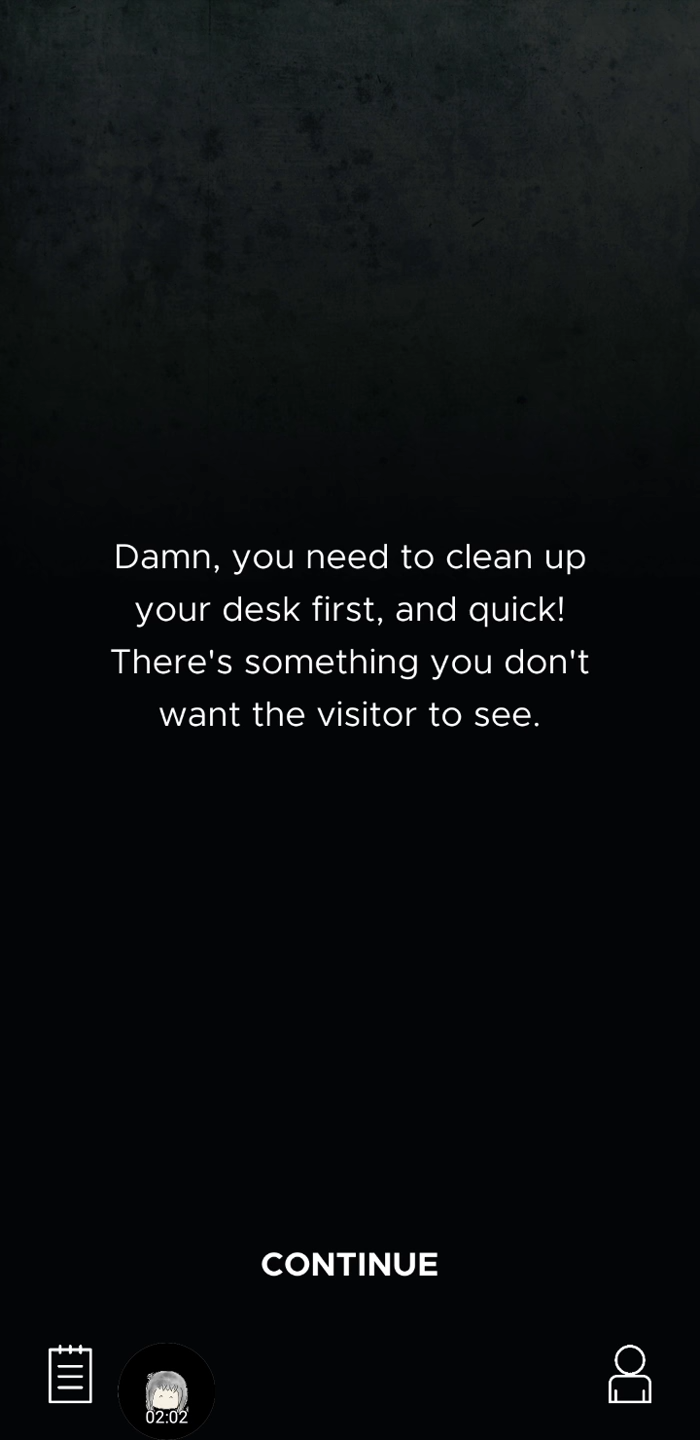 Damn, you need to clean up
your desk first, and quick!
There's something you don't
want the visitor to see.
CONTINUE
02:02